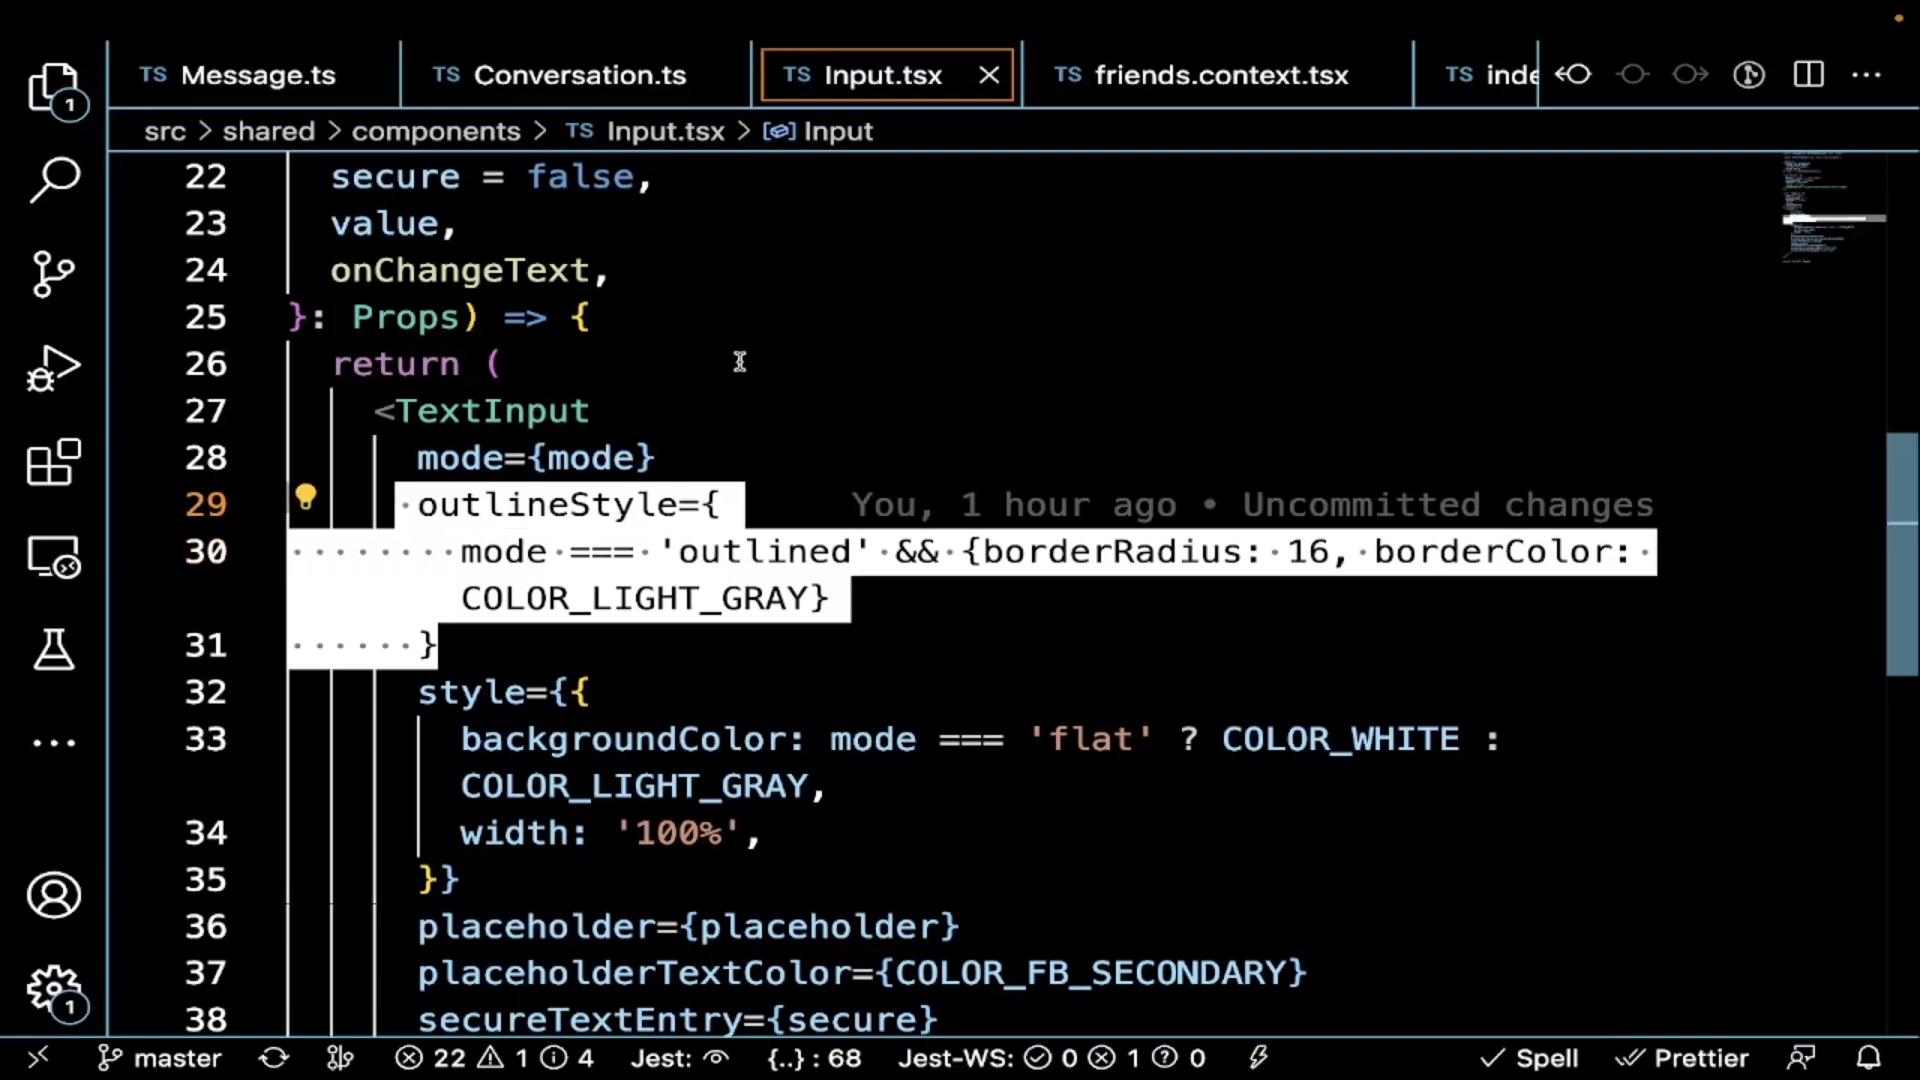 TS Message.ts TS Conversation.ts TS Input.tsx TS friends.context.tsx TS inde
src > shared > components > TS Input.tsx > Input
22 secure = false,
23 value,
24 onChangeText,
25 }: Props) => {
26 return (
27 <TextInput
28 mode={mode}
29 outlineStyle={ You, 1 hour ago • Uncommitted changes
30 mode === 'outlined' && {borderRadius: 16, borderColor:
COLOR_LIGHT_GRAY}
31 }
32 style={{
33 backgroundColor: mode === 'flat' ? COLOR_WHITE :
COLOR_LIGHT_GRAY,
34 width: '100%',
35 }}
36 placeholder={placeholder}
37 placeholderTextColor={COLOR_FB_SECONDARY}
38 secureTextEntry={secure}
1
1
master 22 1 4 Jest: {..} : 68 Jest-WS: 0 1 0 Spell Prettier